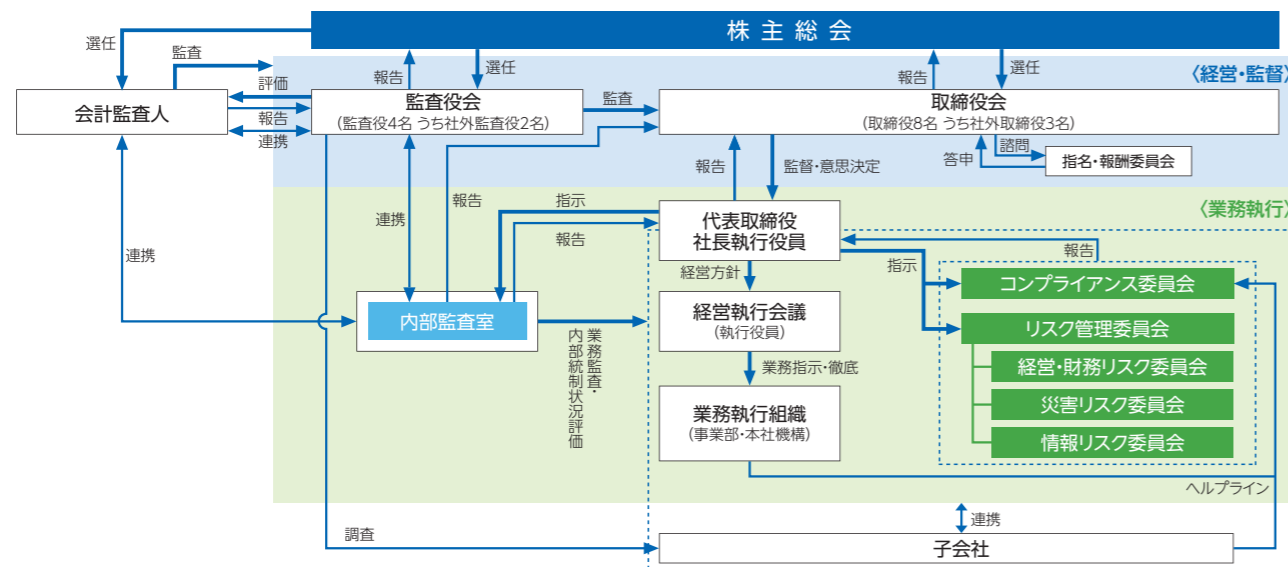 株主総会
選任
監査
報告
選任
報告
選任
〈経営・監督〉
評価
会計監査人
監査役会
(監査役4名 うち社外監査役2名)
監査
取締役会
(取締役8名 うち社外取締役3名)
報告
連携
諮問
答申
指名・報酬委員会
報告
監督・意思決定
連携
報告
指示
報告
代表取締役
社長執行役員
〈業務執行〉
連携
経営方針
指示
報告
コンプライアンス委員会
内部監査室
経営執行会議
(執行役員)
リスク管理委員会
業務監査・
内部統制状況評価
業務指示・徹底
経営・財務リスク委員会
業務執行組織
(事業部・本社機構)
災害リスク委員会
情報リスク委員会
ヘルプライン
連携
調査
子会社